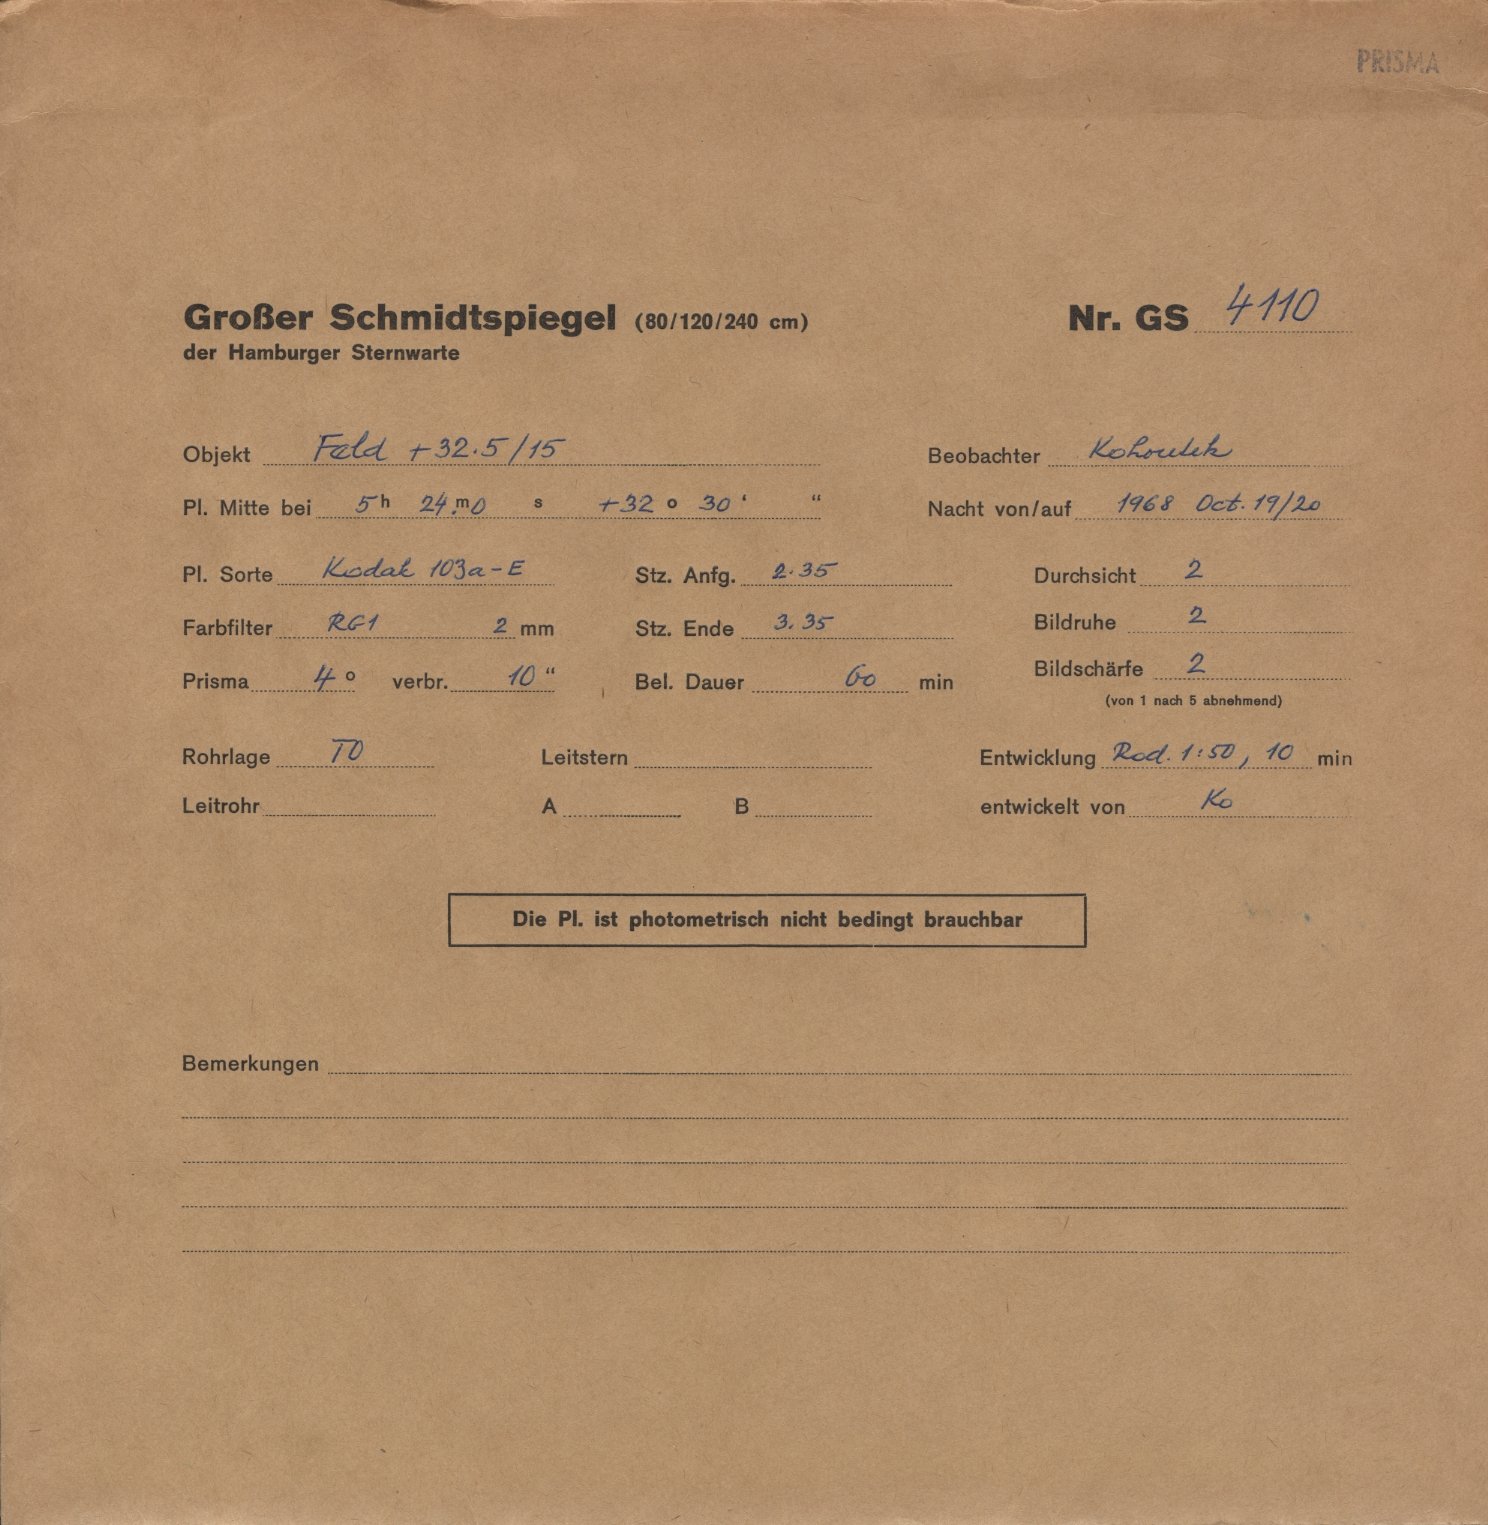 PRISMA
Großer Schmidtspiegel (80/120/240 cm) Nr. GS 4110
der Hamburger Sternwarte
Objekt Feld +32.5/15 Beobachter Kohoutek
Pl. Mitte bei 5 h 24.m0 s +32 o 30 ‘ “ Nacht von/auf 1968 Oct. 19/20
Pl. Sorte Kodak 103a-E Stz. Anfg. 2.35 Durchsicht 2
Farbfilter RG1 2 mm Stz. Ende 3.35 Bildruhe 2
Prisma 4 o verbr. 10 “ Bel. Dauer 60 min Bildschärfe 2
(von 1 nach 5 abnehmend)
Rohrlage TO Leitstern Entwicklung Rod. 1:50, 10 min
Leitrohr A B entwickelt von Ko
Die Pl. ist photometrisch nicht bedingt brauchbar
Bemerkungen